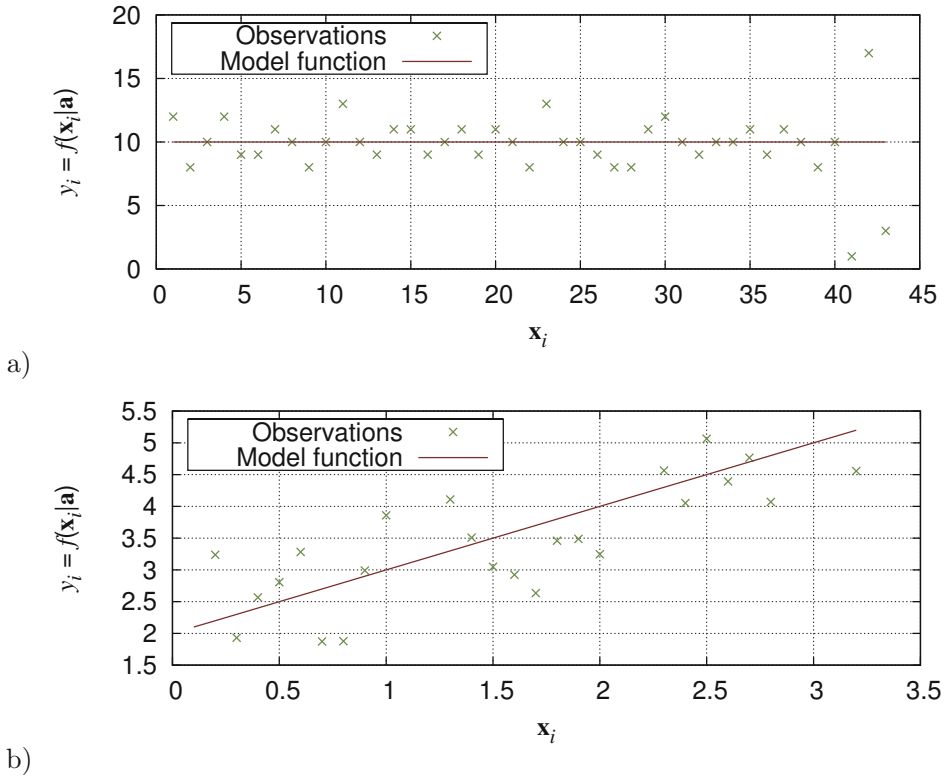 20
15
10
5
0
Observations
Model function
y_i = f(x_i|a)
0 5 10 15 20 25 30 35 40 45
x_i
a)
5.5
5
4.5
4
3.5
3
2.5
2
1.5
Observations
Model function
y_i = f(x_i|a)
0 0.5 1 1.5 2 2.5 3 3.5
x_i
b)